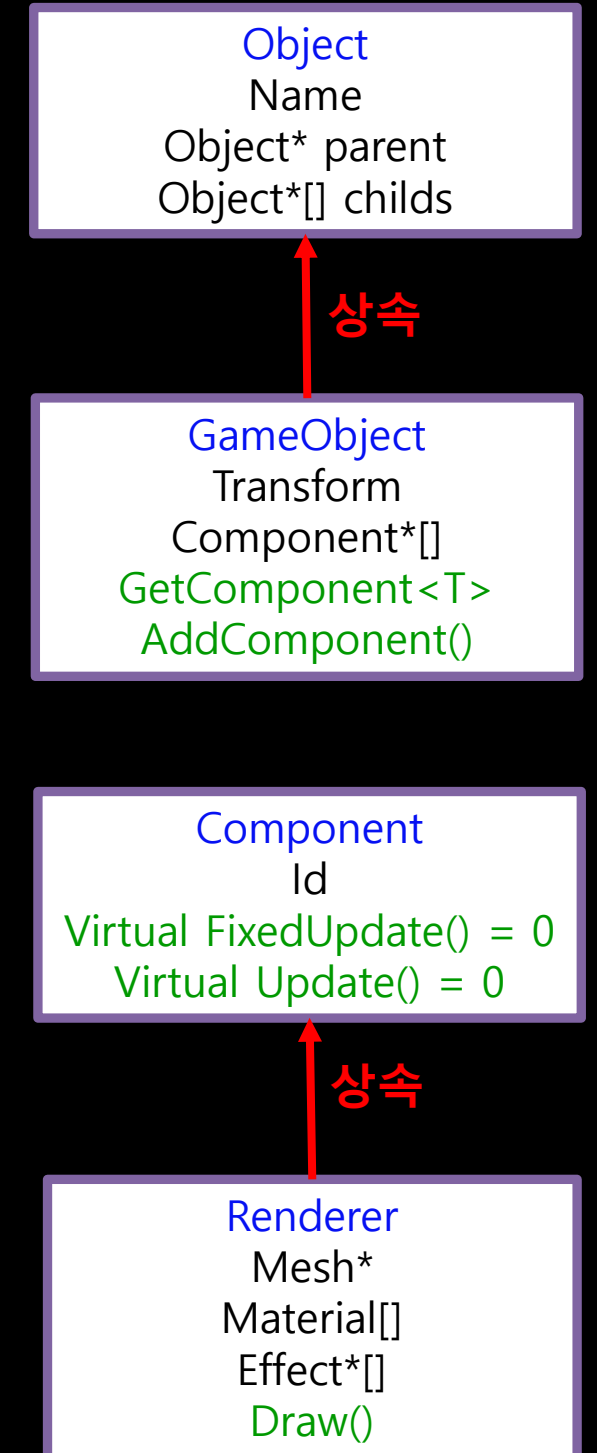 Object
Name
Object* parent
Object*[] childs
상속
GameObject
Transform
Component*[]
GetComponent<T>
AddComponent()
Component
Id
Virtual FixedUpdate() = 0
Virtual Update() = 0
상속
Renderer
Mesh*
Material[]
Effect*[]
Draw()